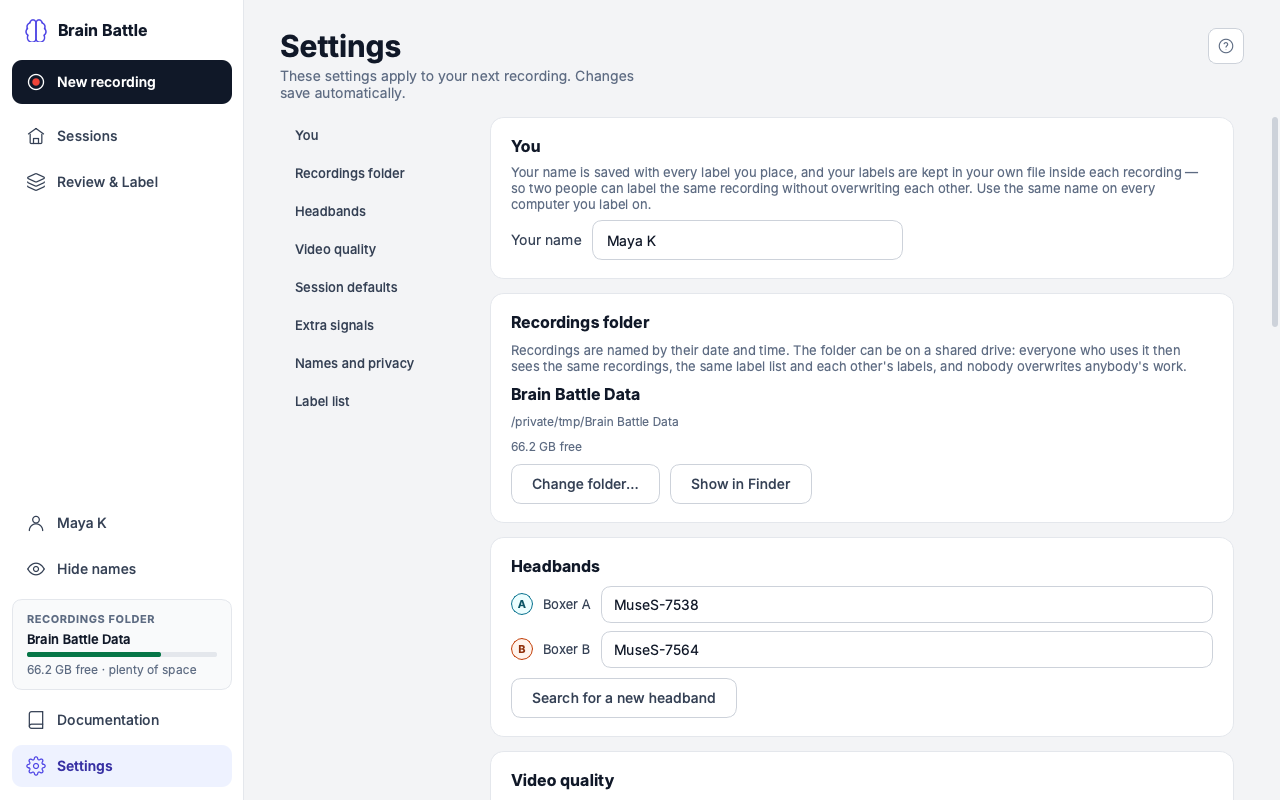 Brain Battle
New recording
Sessions
Review & Label
Maya K
Hide names
RECORDINGS FOLDER
Brain Battle Data
66.2 GB free · plenty of space
Documentation
Settings
Settings
These settings apply to your next recording. Changes
save automatically.
You
Recordings folder
Headbands
Video quality
Session defaults
Extra signals
Names and privacy
Label list
You
Your name is saved with every label you place, and your labels are kept in your own file inside each recording —
so two people can label the same recording without overwriting each other. Use the same name on every
computer you label on.
Your name Maya K
Recordings folder
Recordings are named by their date and time. The folder can be on a shared drive: everyone who uses it then
sees the same recordings, the same label list and each other's labels, and nobody overwrites anybody's work.
Brain Battle Data
/private/tmp/Brain Battle Data
66.2 GB free
Change folder... Show in Finder
Headbands
A Boxer A MuseS-7538
B Boxer B MuseS-7564
Search for a new headband
Video quality